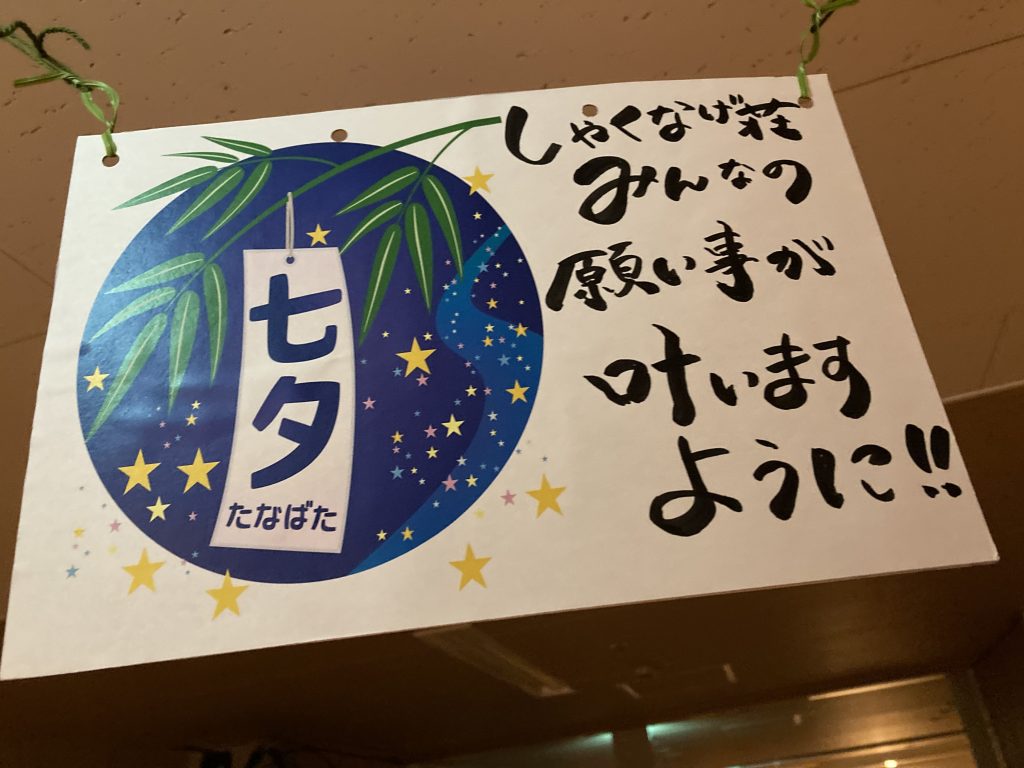 七夕
たなばた
しゃくなげ荘
みんなの
願い事が
叶います
ように!!